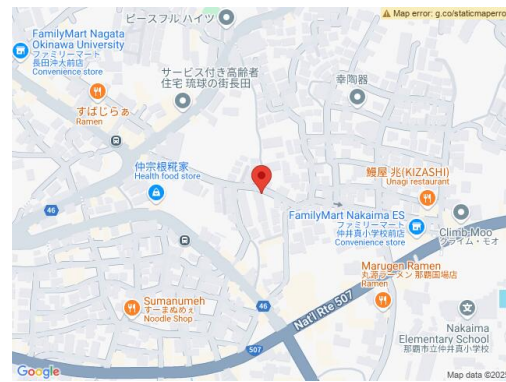 ピースフル ハイツ
Map error: g.co/staticmaperro
FamilyMart Nagata
Okinawa University
ファミリーマート
長田沖大前店
Convenience store
サービス付き高齢者
住宅 琉球の街長田
幸陶器
すばじらぁ
Ramen
仲宗根糀家
Health food store
鰻屋 兆(KIZASHI)
Unagi restaurant
46
FamilyMart Nakaima ES
ファミリーマート
仲井真小学校前店
Convenience store
Climb Moo
クライム・モオ
Marugen Ramen
丸源ラーメン 那覇国場店
Ramen
Sumanumeh
すーまぬめぇ
Noodle Shop
46
Nat'l Rte 507
507
Nakaima
Elementary School
那覇市立仲井真小学校
Google
Map data ©2025